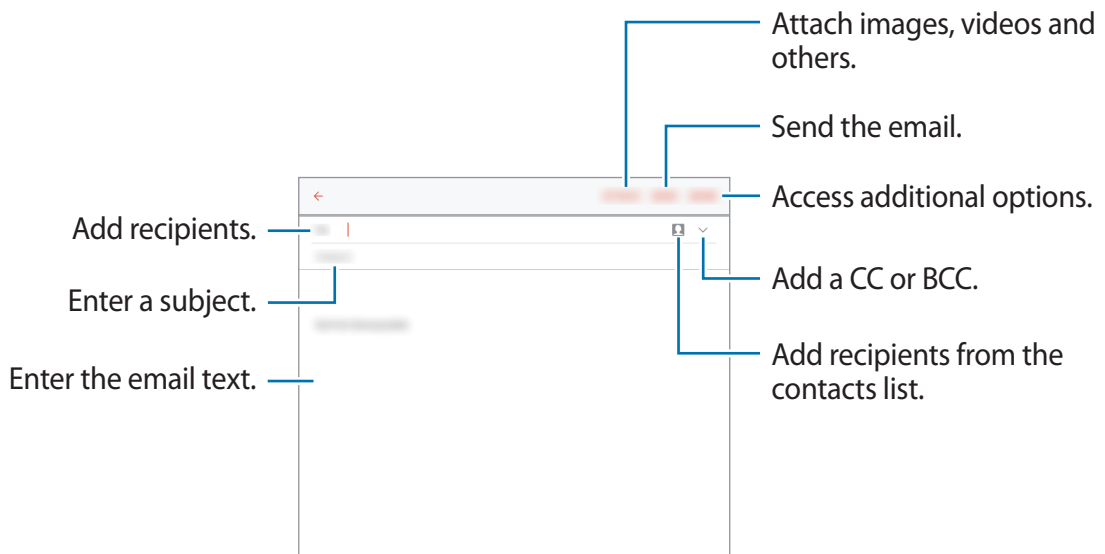 Attach images, videos and
others.
Send the email.
Access additional options.
Add recipients.
Add a CC or BCC.
Enter a subject.
Add recipients from the
contacts list.
Enter the email text.